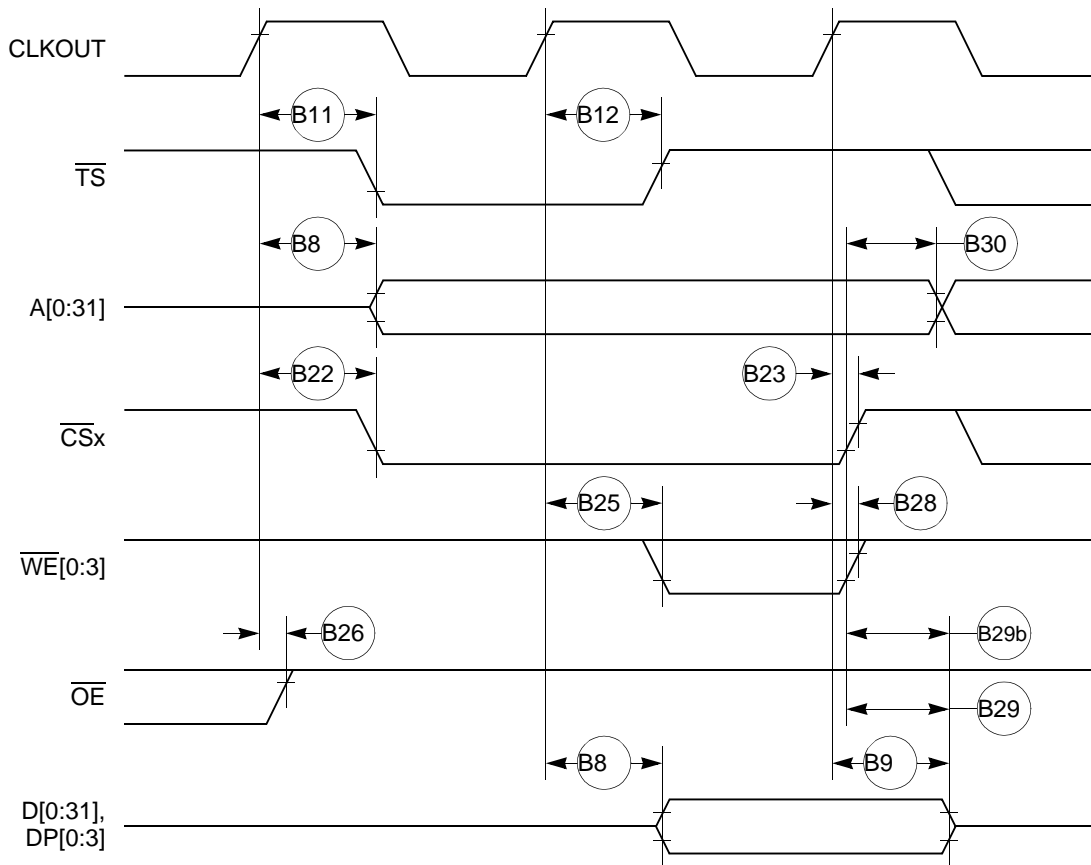 CLKOUT
B11
B12
TS
B8
B30
A[0:31]
B22
B23
CSx
B25
B28
WE[0:3]
B26
B29b
OE
B29
B8
B9
D[0:31],
DP[0:3]